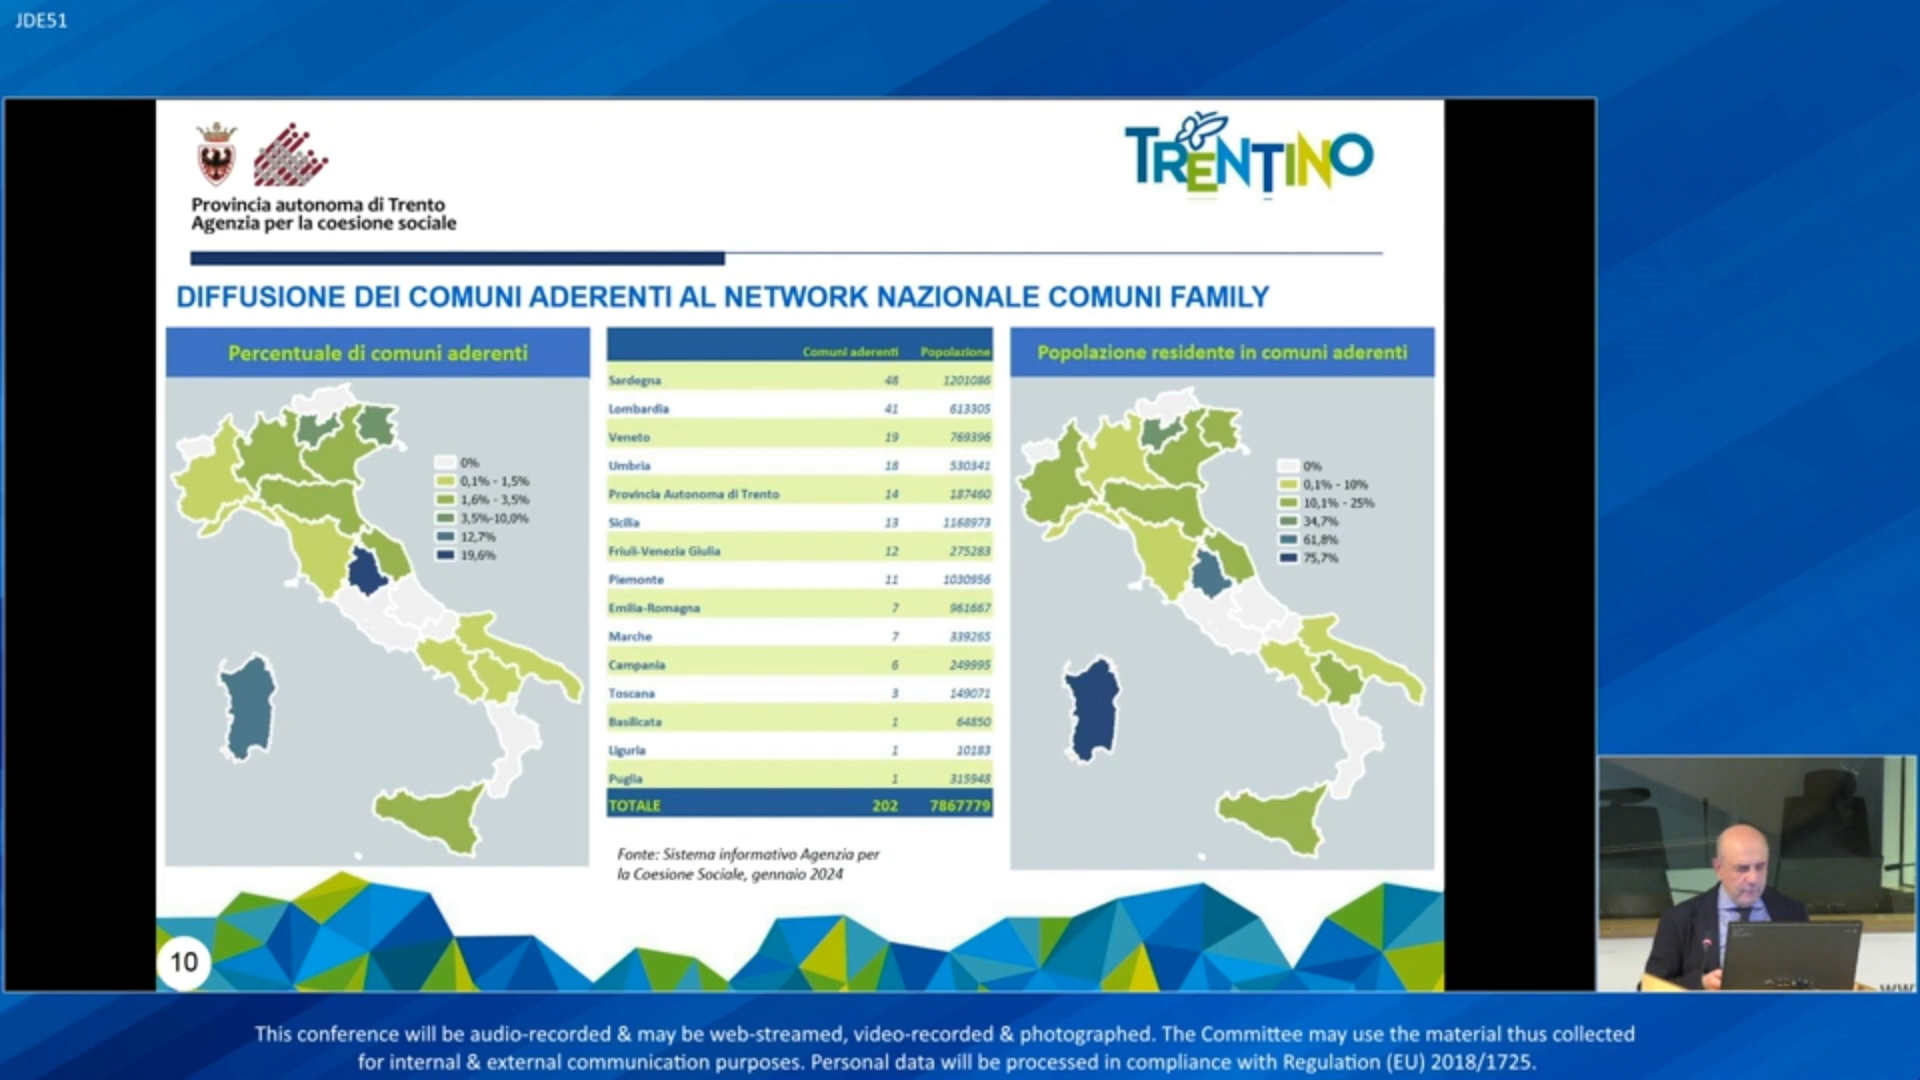 JDE51
Provincia autonoma di Trento
Agenzia per la coesione sociale
TRENTINO
DIFFUSIONE DEI COMUNI ADERENTI AL NETWORK NAZIONALE COMUNI FAMILY
Percentuale di comuni aderenti
0%
0,1% - 1,5%
1,6% - 3,5%
3,5%-10,0%
12,7%
19,6%
Comuni aderenti Popolazione
Sardegna 48 1201086
Lombardia 41 613305
Veneto 19 769396
Umbria 18 530341
Provincia Autonoma di Trento 14 187460
Sicilia 13 1168973
Friuli-Venezia Giulia 12 275283
Piemonte 11 1030956
Emilia-Romagna 7 961667
Marche 7 339265
Campania 6 249995
Toscana 3 149071
Basilicata 1 64850
Liguria 1 10183
Puglia 1 315948
TOTALE 202 7867779
Fonte: Sistema informativo Agenzia per
la Coesione Sociale, gennaio 2024
Popolazione residente in comuni aderenti
0%
0,1% - 10%
10,1% - 25%
34,7%
61,8%
75,7%
10
This conference will be audio-recorded & may be web-streamed, video-recorded & photographed. The Committee may use the material thus collected
for internal & external communication purposes. Personal data will be processed in compliance with Regulation (EU) 2018/1725.